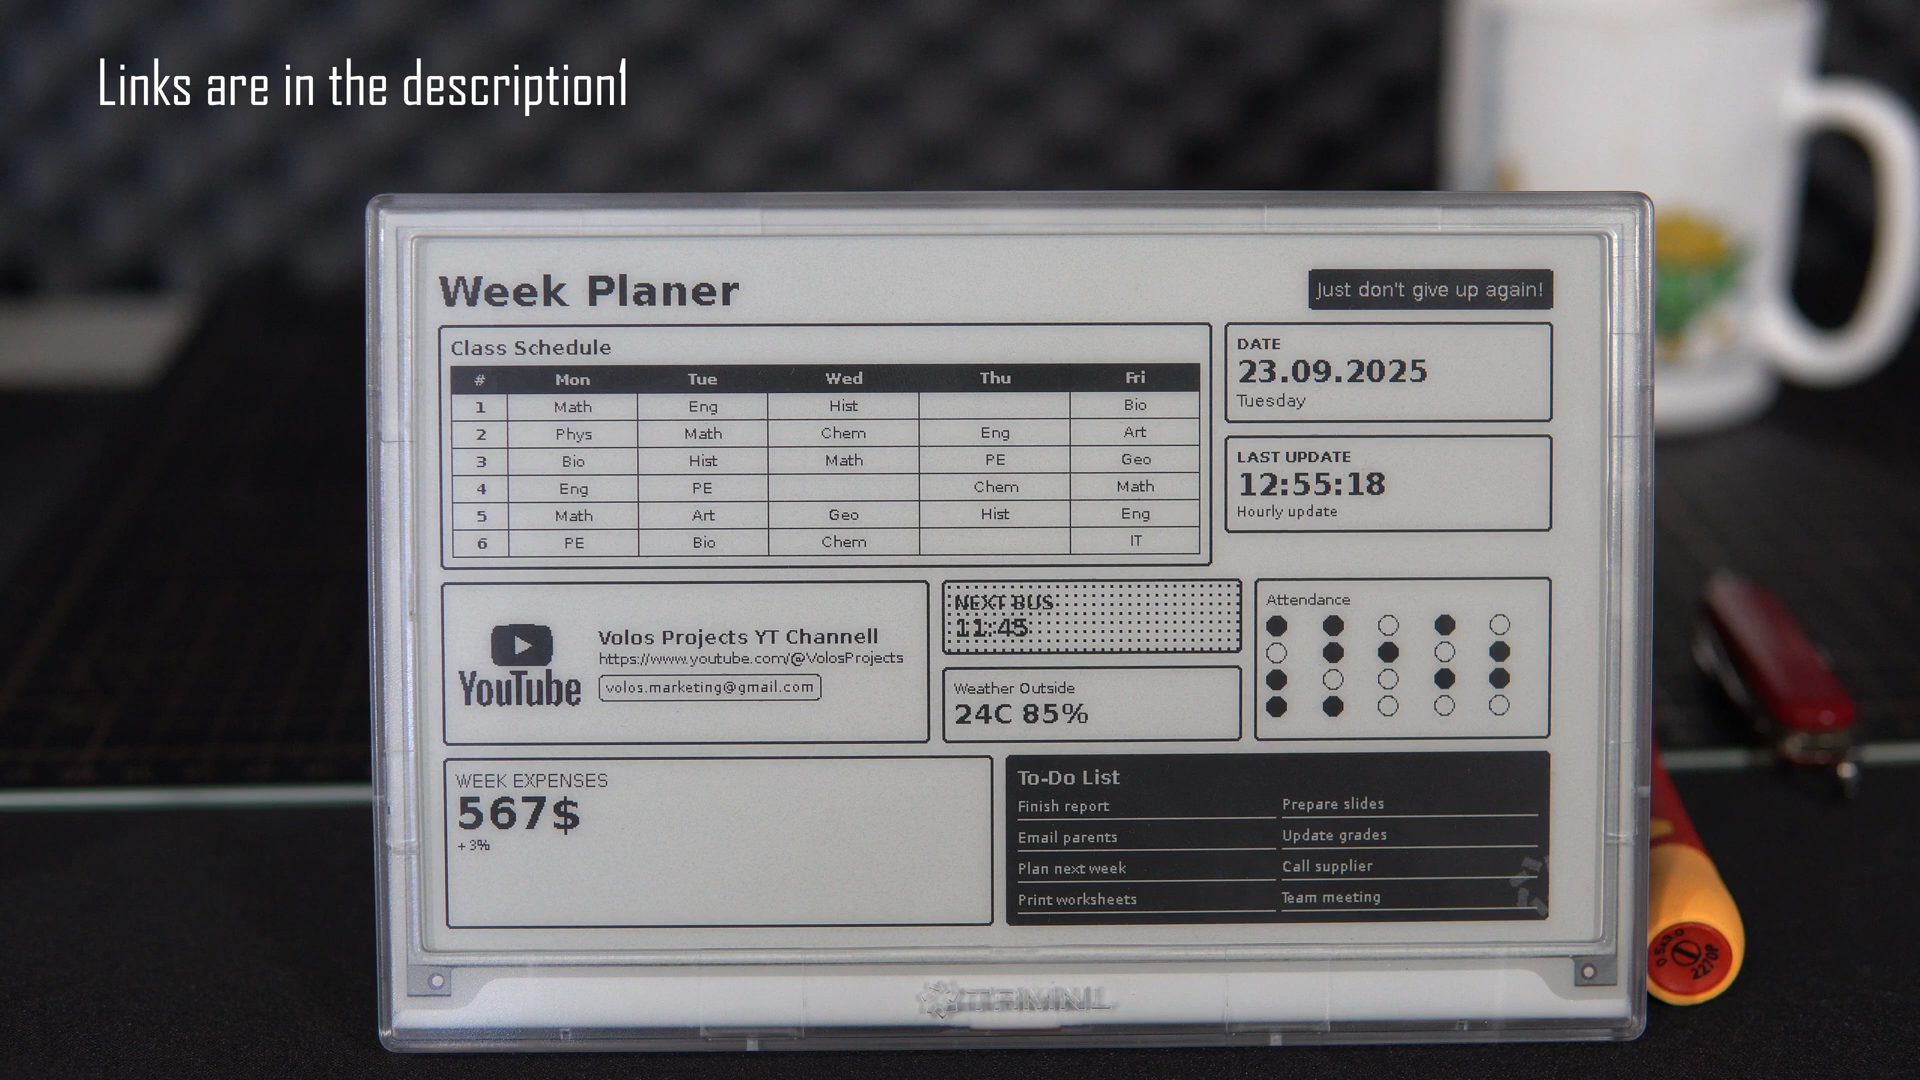 Links are in the description1
Week Planer
Just don't give up again!
Class Schedule
# Mon Tue Wed Thu Fri
1 Math Eng Hist Bio
2 Phys Math Chem Eng Art
3 Bio Hist Math PE Geo
4 Eng PE Chem Math
5 Math Art Geo Hist Eng
6 PE Bio Chem IT
DATE
23.09.2025
Tuesday
LAST UPDATE
12:55:18
Hourly update
YouTube
Volos Projects YT Channell
https://www.youtube.com/@VolosProjects
volos.marketing@gmail.com
NEXT BUS
11:45
Weather Outside
24C 85%
Attendance
WEEK EXPENSES
567$
+3%
To-Do List
Finish report
Email parents
Plan next week
Print worksheets
Prepare slides
Update grades
Call supplier
Team meeting
0.5x3.0
2270P